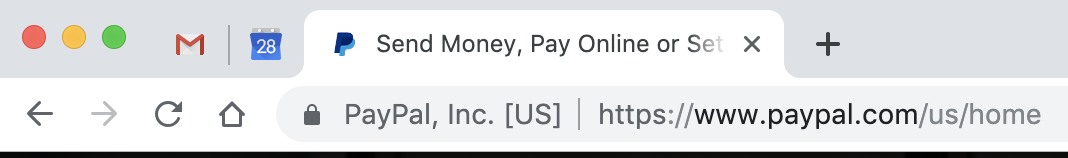 28
Send Money, Pay Online or Set
PayPal, Inc. [US] | https://www.paypal.com/us/home